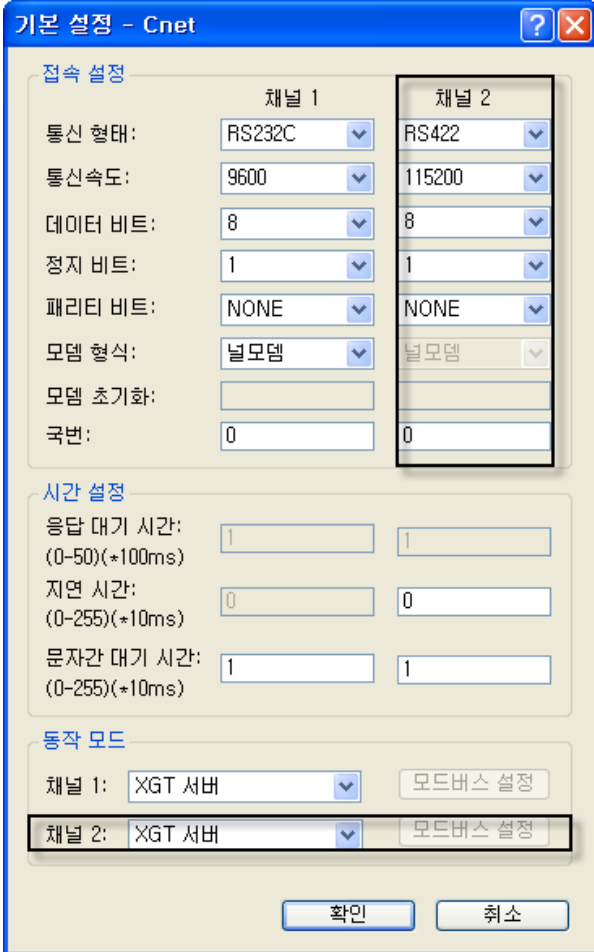 기본 설정 - Cnet
접속 설정
채널 1 채널 2
통신 형태: RS232C RS422
통신속도: 9600 115200
데이터 비트: 8 8
정지 비트: 1 1
패리티 비트: NONE NONE
모뎀 형식: 널모뎀 널모뎀
모뎀 초기화:
국번: 0 0
시간 설정
응답 대기 시간: 1 1
(0-50)(*100ms)
지연 시간: 0 0
(0-255)(*10ms)
문자간 대기 시간: 1 1
(0-255)(*10ms)
동작 모드
채널 1: XGT 서버 모드버스 설정
채널 2: XGT 서버 모드버스 설정
확인 취소